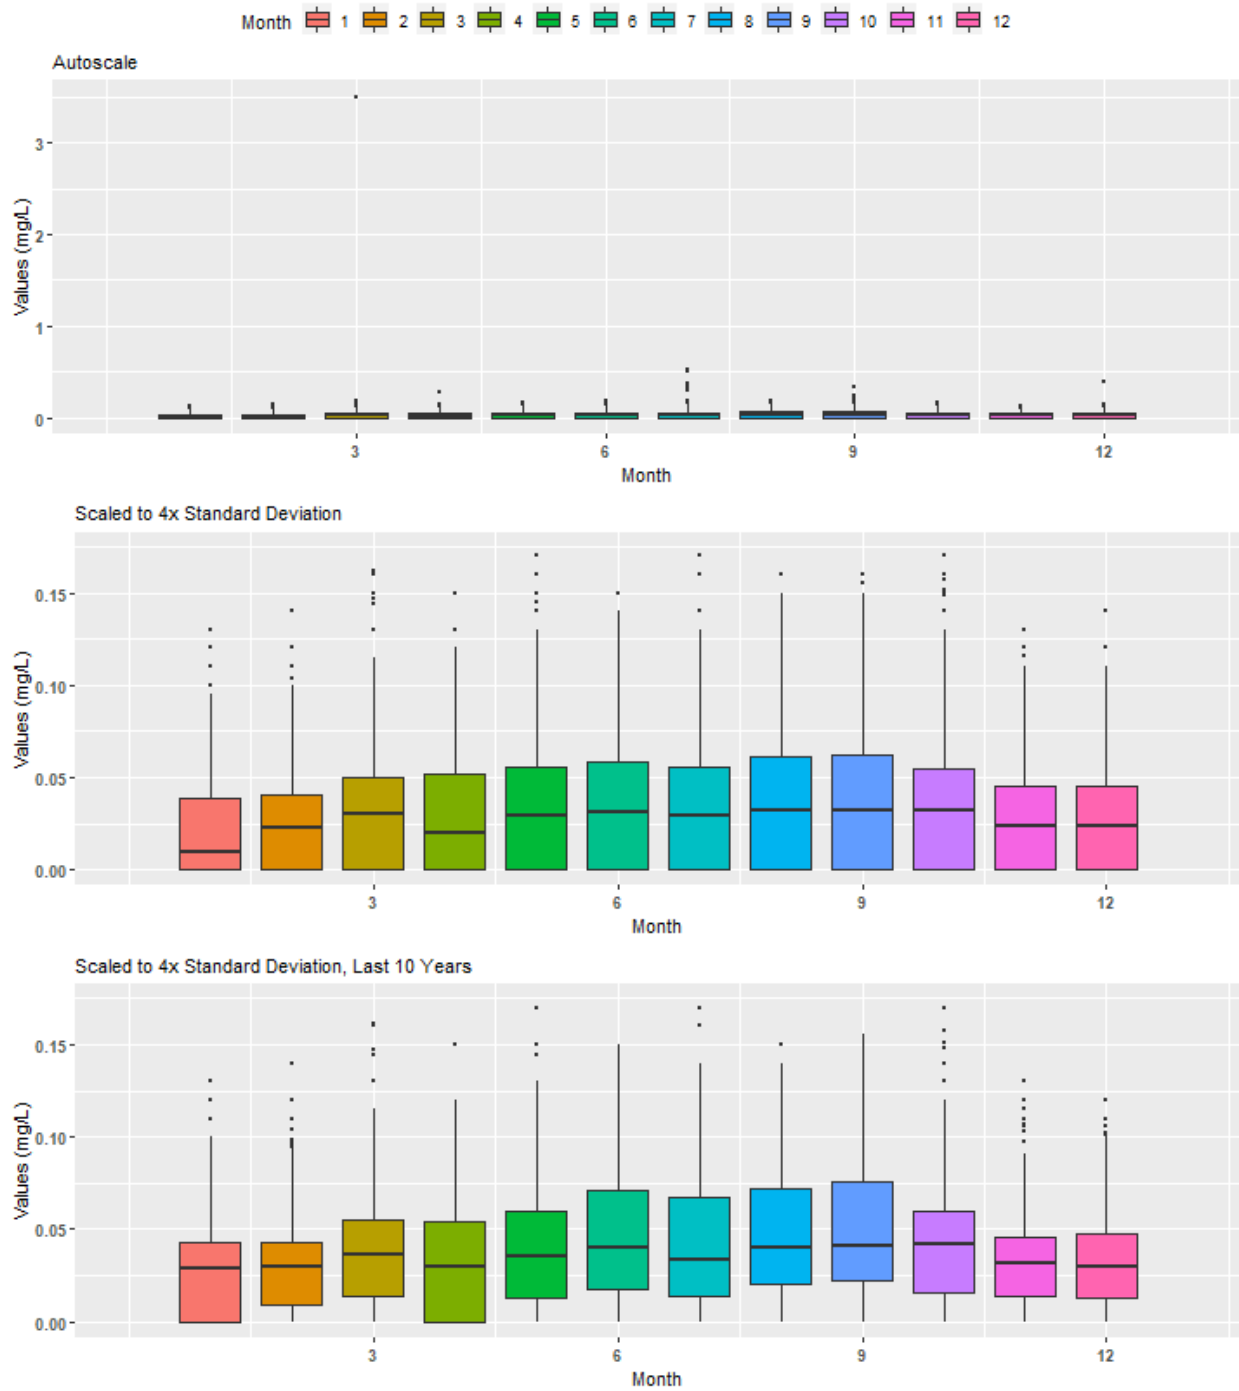 Month 1 2 3 4 5 6 7 8 9 10 11 12
Autoscale
Values (mg/L)
3
2
1
0
3 6 9 12
Month
Scaled to 4x Standard Deviation
Values (mg/L)
0.15
0.10
0.05
0.00
3 6 9 12
Month
Scaled to 4x Standard Deviation, Last 10 Years
Values (mg/L)
0.15
0.10
0.05
0.00
3 6 9 12
Month